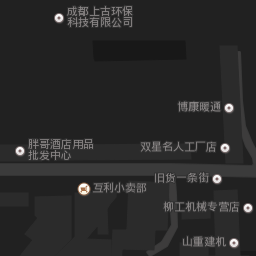 成都上古环保
科技有限公司
博康暖通
胖哥酒店用品
批发中心
双星名人工厂店
旧货一条街
互利小卖部
柳工机械专营店
山重建机